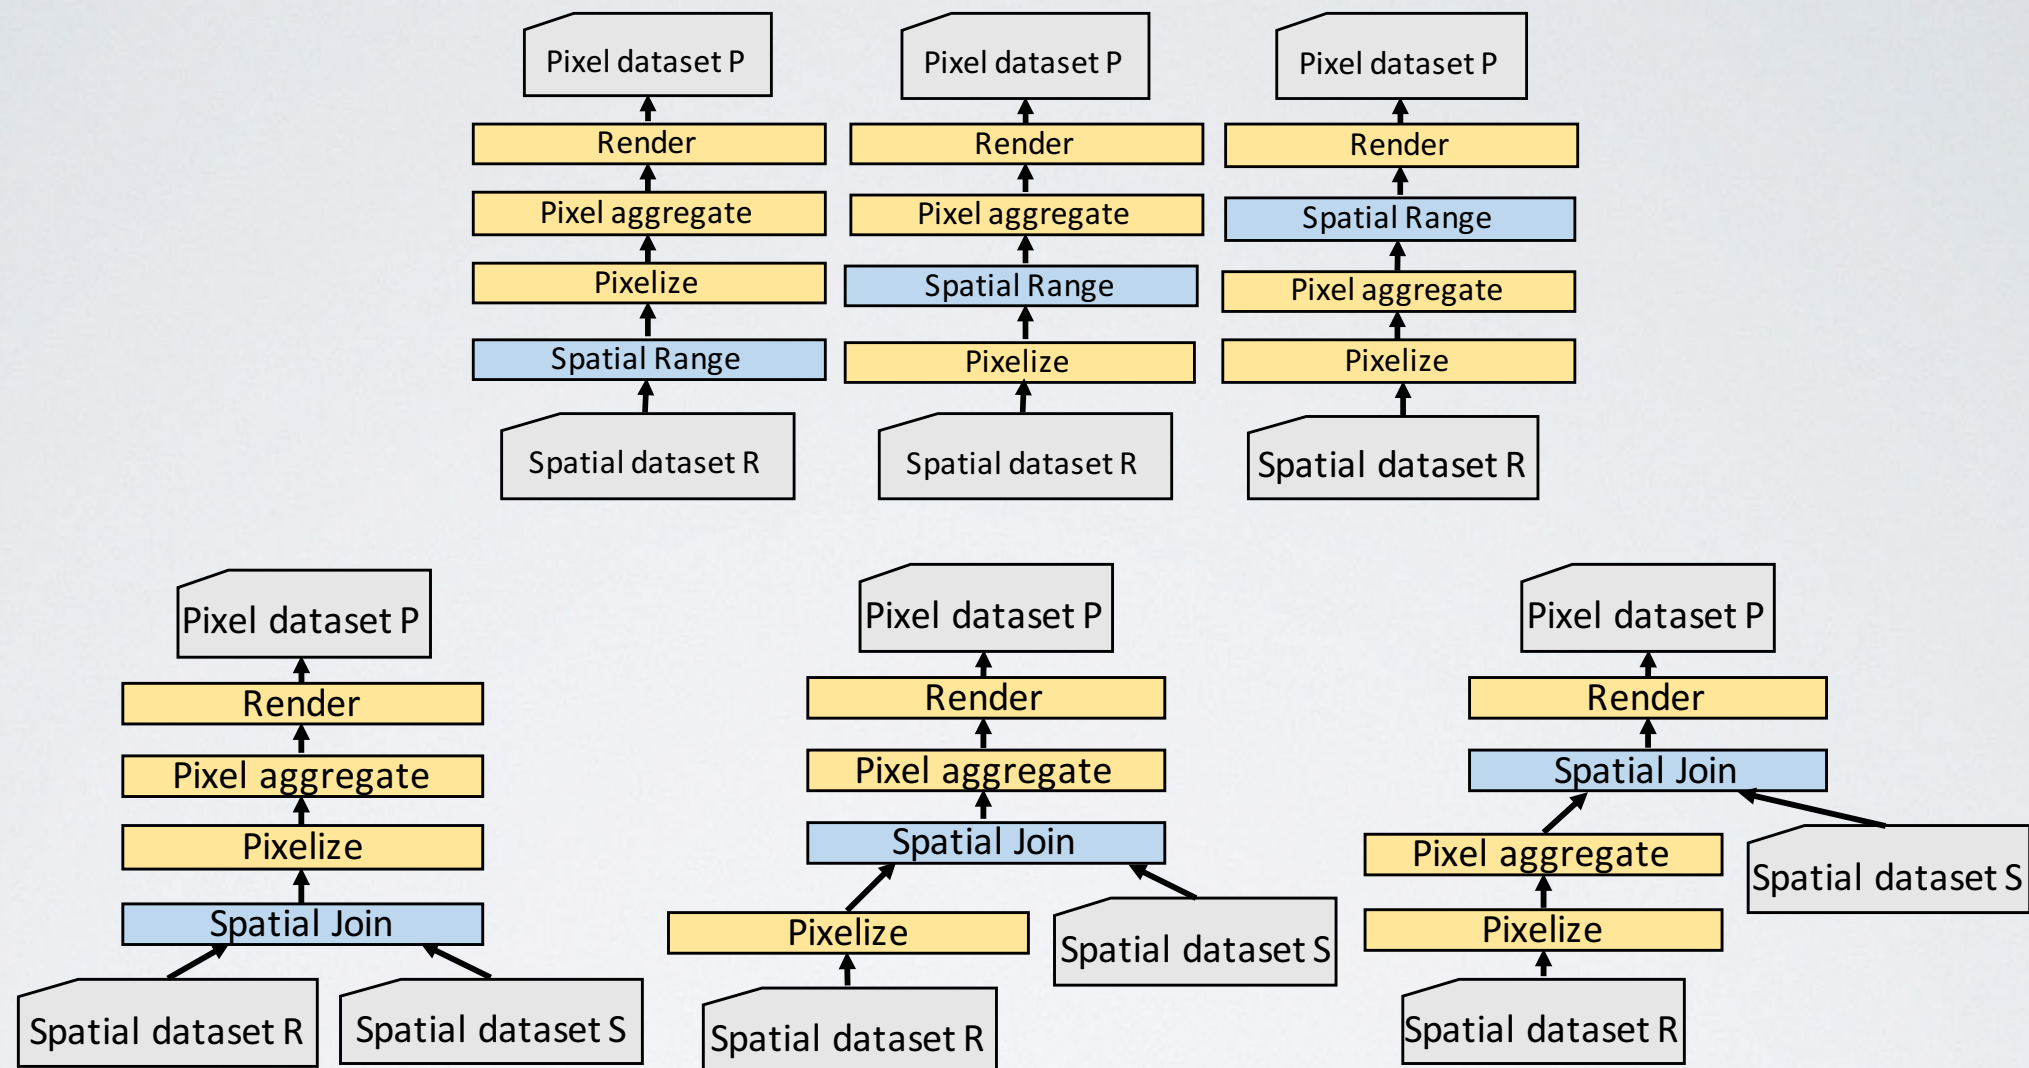 Pixel dataset P
Render
Pixel aggregate
Pixelize
Spatial Range
Spatial dataset R
Pixel dataset P
Render
Pixel aggregate
Spatial Range
Pixelize
Spatial dataset R
Pixel dataset P
Render
Spatial Range
Pixel aggregate
Pixelize
Spatial dataset R
Pixel dataset P
Render
Pixel aggregate
Pixelize
Spatial Join
Spatial dataset R
Spatial dataset S
Pixel dataset P
Render
Pixel aggregate
Spatial Join
Pixelize
Spatial dataset S
Spatial dataset R
Pixel dataset P
Render
Spatial Join
Pixel aggregate
Spatial dataset S
Pixelize
Spatial dataset R